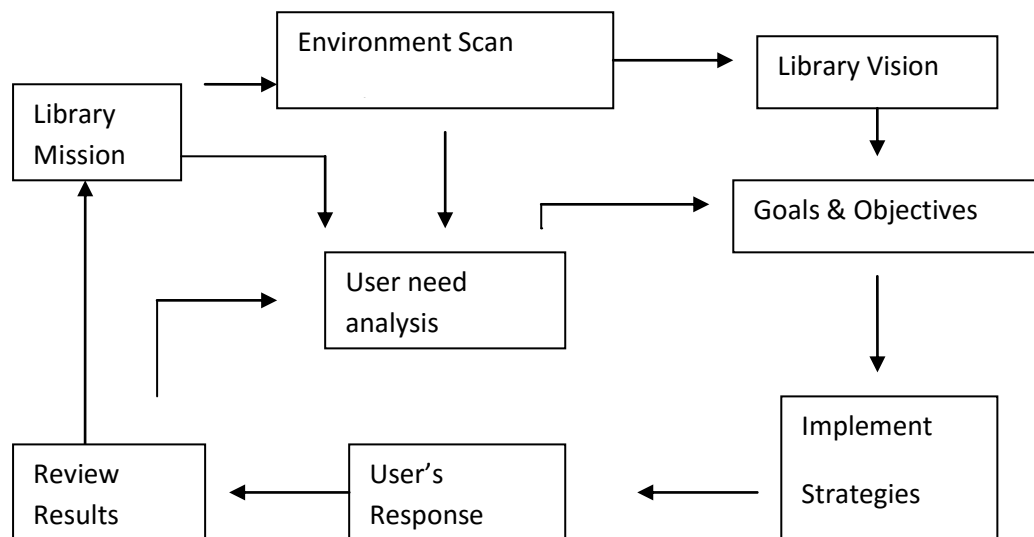 Environment Scan
Library Vision
Library
Mission
Goals & Objectives
User need
analysis
Implement
Strategies
User’s
Response
Review
Results